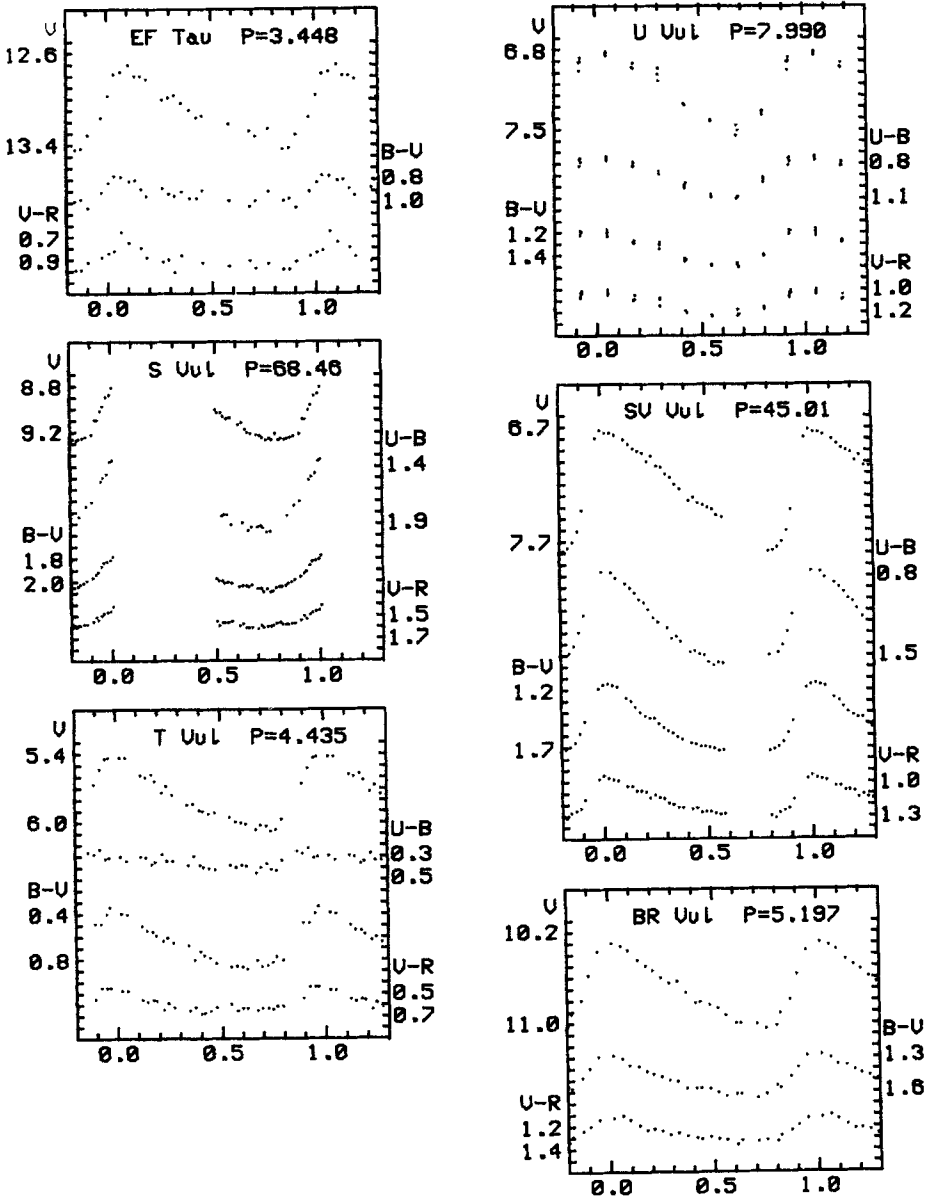 EF Tau P=3.448
V
12.6
13.4
B-V
0.8
1.0
V-R
0.7
0.9
0.0 0.5 1.0
U Vul P=7.990
V
6.8
7.5
U-B
0.8
1.1
B-V
1.2
1.4
V-R
1.0
1.2
0.0 0.5 1.0
S Vul P=68.46
V
8.8
9.2
U-B
1.4
1.9
B-V
1.8
2.0
V-R
1.5
1.7
0.0 0.5 1.0
SV Vul P=45.01
V
6.7
7.7
U-B
0.8
1.5
B-V
1.2
1.7
V-R
1.0
1.3
0.0 0.5 1.0
T Vul P=4.435
V
5.4
6.0
U-B
0.3
0.5
B-V
0.4
0.8
V-R
0.5
0.7
0.0 0.5 1.0
BR Vul P=5.197
V
10.2
11.0
B-V
1.3
1.6
V-R
1.2
1.4
0.0 0.5 1.0